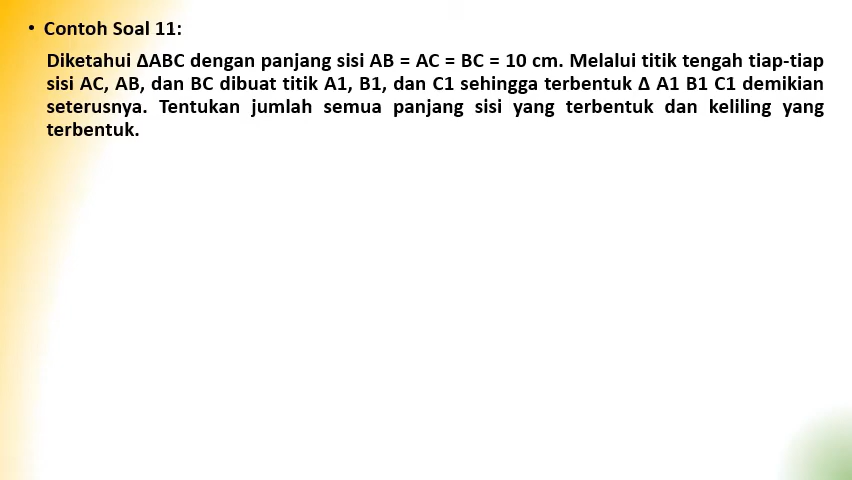 • Contoh Soal 11:
Diketahui ΔABC dengan panjang sisi AB = AC = BC = 10 cm. Melalui titik tengah tiap-tiap
sisi AC, AB, dan BC dibuat titik A1, B1, dan C1 sehingga terbentuk Δ A1 B1 C1 demikian
seterusnya. Tentukan jumlah semua panjang sisi yang terbentuk dan keliling yang
terbentuk.